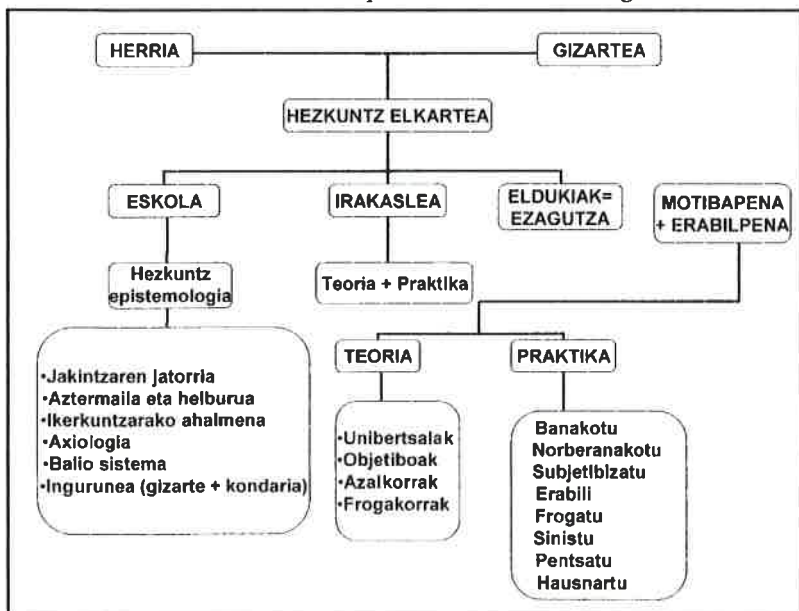 HERRIA
GIZARTEA
HEZKUNTZ ELKARTEA
ESKOLA
IRAKASLEA
ELDUKIAK=
EZAGUTZA
MOTIBAPENA
+ ERABILPENA
Hezkuntz
epistemologia
Teoria + Praktika
TEORIA
PRAKTIKA
•Jakintzaren jatorria
•Aztermaila eta helburua
•Ikerkuntzarako ahalmena
•Axiologia
•Balio sistema
•Ingurunea (gizarte + kondaria)
•Unibertsalak
•Objetiboak
•Azalkorrak
•Frogakorrak
Banakotu
Norberanakotu
Subjetibizatu
Erabili
Frogatu
Sinistu
Pentsatu
Hausnartu